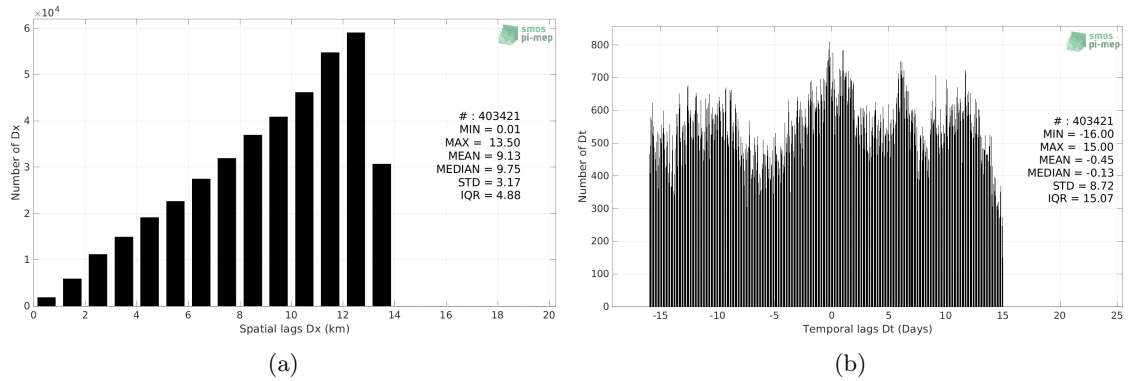 ×10⁴
6
5
4
3
2
1
0
Number of Dx
0 2 4 6 8 10 12 14 16 18 20
Spatial lags Dx (km)
smos
pi-mep
# : 403421
MIN = 0.01
MAX = 13.50
MEAN = 9.13
MEDIAN = 9.75
STD = 3.17
IQR = 4.88
(a)
800
700
600
500
400
300
200
100
0
Number of Dt
-15 -10 -5 0 5 10 15 20 25
Temporal lags Dt (Days)
smos
pi-mep
# : 403421
MIN = -16.00
MAX = 15.00
MEAN = -0.45
MEDIAN = -0.13
STD = 8.72
IQR = 15.07
(b)